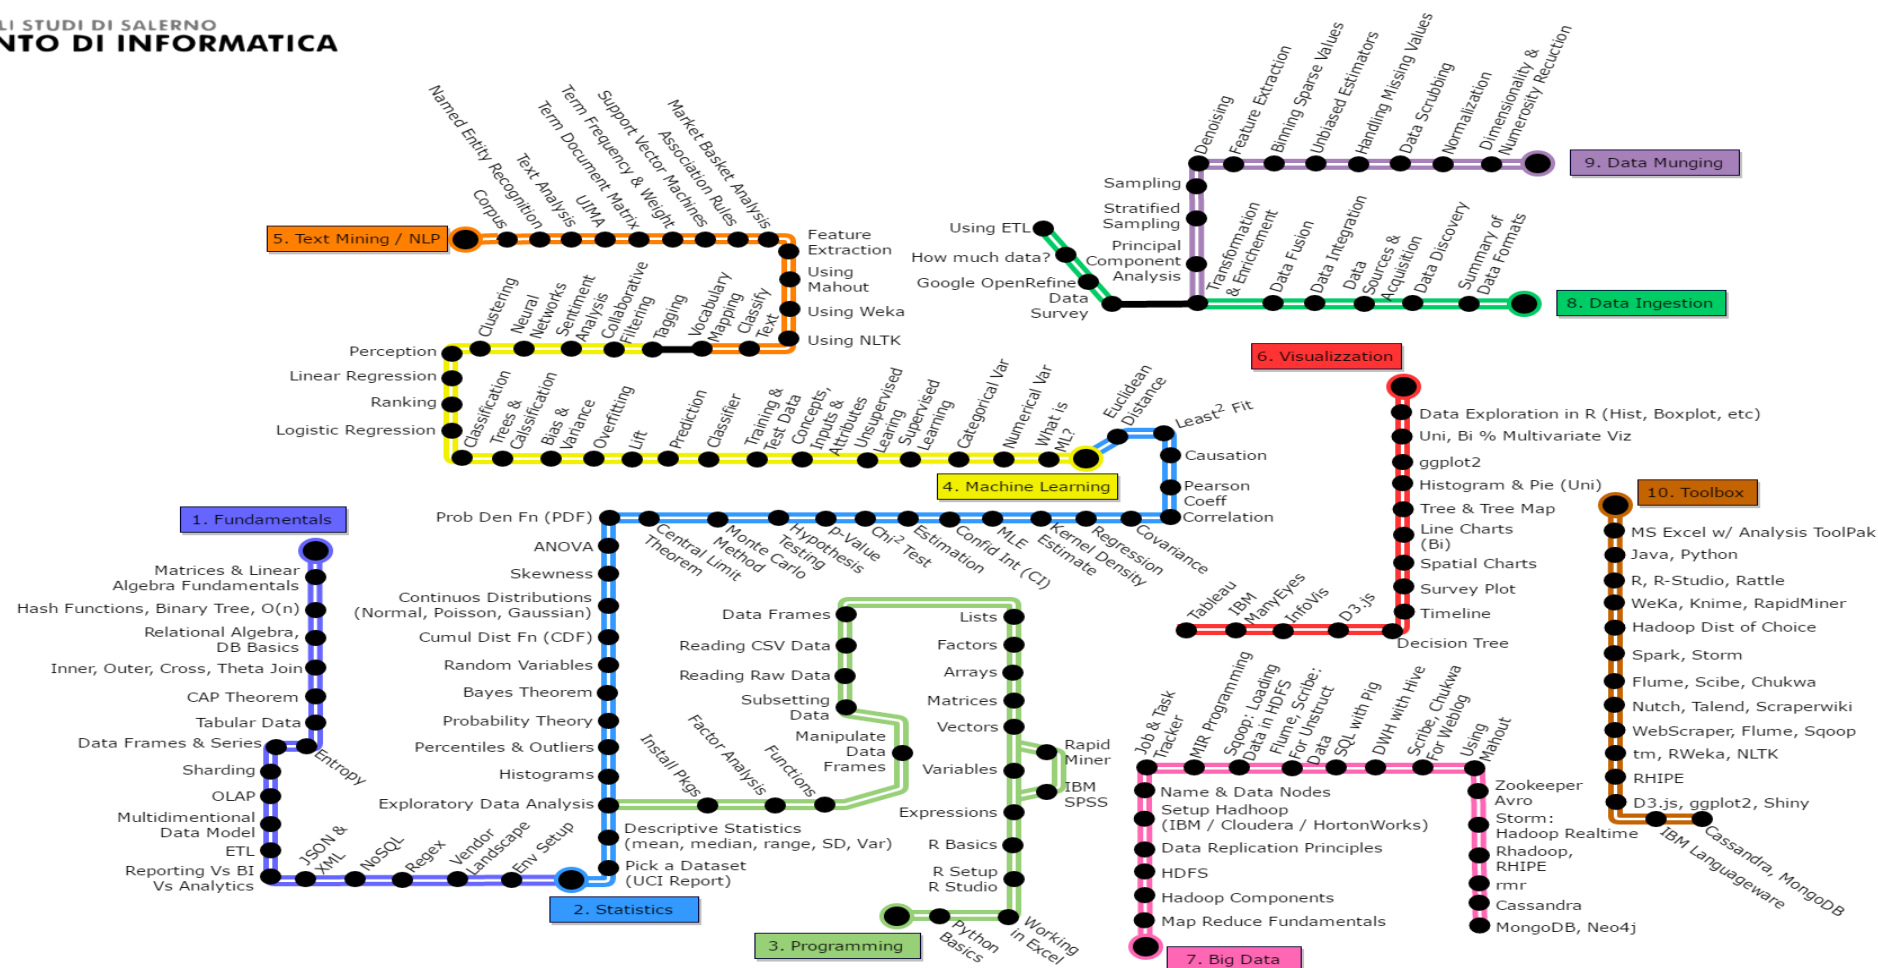 LI STUDI DI SALERNO
NTO DI INFORMATICA
5. Text Mining / NLP
Corpus
Named Entity Recognition
Text Analysis
UIMA
Term Document Matrix
Term Frequency & Weight
Support Vector Machines
Association Rules
Market Basket Analysis
Feature
Extraction
Using
Mahout
Using Weka
Using NLTK
Classify
Text
Vocabulary
Mapping
Tagging
Collaborative
Filtering
Sentiment
Analysis
Neural
Networks
Clustering
Perception
Linear Regression
Ranking
Logistic Regression
Classification
Trees &
Calssification
Bias &
Variance
Overfitting
Lift
Prediction
Classifier
Training &
Test Data
Concepts,
Inputs &
Attributes
Unsupervised
Learing
Supervised
Learning
Categorical Var
Numerical Var
What is
ML?
4. Machine Learning
Euclidean
Distance
Least² Fit
Causation
Pearson
Coeff
Correlation
Covariance
Regression
Kernel Density
Estimate
MLE
Confid Int (CI)
Estimation
Chi² Test
p-Value
Hypothesis
Testing
Monte Carlo
Method
Central Limit
Theorem
Prob Den Fn (PDF)
ANOVA
Skewness
Continuos Distributions
(Normal, Poisson, Gaussian)
Cumul Dist Fn (CDF)
Random Variables
Bayes Theorem
Probability Theory
Percentiles & Outliers
Histograms
Exploratory Data Analysis
Descriptive Statistics
(mean, median, range, SD, Var)
Pick a Dataset
(UCI Report)
2. Statistics
1. Fundamentals
Matrices & Linear
Algebra Fundamentals
Hash Functions, Binary Tree, O(n)
Relational Algebra,
DB Basics
Inner, Outer, Cross, Theta Join
CAP Theorem
Tabular Data
Entropy
Data Frames & Series
Sharding
OLAP
Multidimentional
Data Model
ETL
Reporting Vs BI
Vs Analytics
JSON &
XML
NoSQL
Regex
Vendor
Landscape
Env Setup
Install Pkgs
Factor Analysis
Functions
Manipulate
Data
Frames
Subsetting
Data
Reading Raw Data
Reading CSV Data
Data Frames
Lists
Factors
Arrays
Matrices
Vectors
Variables
Rapid
Miner
IBM
SPSS
Expressions
R Basics
R Setup
R Studio
Working
in Excel
Python
Basics
3. Programming
9. Data Munging
Dimensionality &
Numerosity Recuction
Normalization
Data Scrubbing
Handling Missing Values
Unbiased Estimators
Binning Sparse Values
Feature Extraction
Denoising
Sampling
Stratified
Sampling
Principal
Component
Analysis
8. Data Ingestion
Summary of
Data Formats
Data Discovery
Data
Sources &
Acquisition
Data Integration
Data Fusion
Transformation
& Enrichement
Data
Survey
Google OpenRefine
How much data?
Using ETL
6. Visualizzation
Data Exploration in R (Hist, Boxplot, etc)
Uni, Bi % Multivariate Viz
ggplot2
Histogram & Pie (Uni)
Tree & Tree Map
Line Charts
(Bi)
Spatial Charts
Survey Plot
Timeline
Decision Tree
D3.js
InfoVis
IBM
ManyEyes
Tableau
10. Toolbox
MS Excel w/ Analysis ToolPak
Java, Python
R, R-Studio, Rattle
WeKa, Knime, RapidMiner
Hadoop Dist of Choice
Spark, Storm
Flume, Scibe, Chukwa
Nutch, Talend, Scraperwiki
WebScraper, Flume, Sqoop
tm, RWeka, NLTK
RHIPE
D3.js, ggplot2, Shiny
IBM Languageware
Cassandra, MongoDB
7. Big Data
Map Reduce Fundamentals
Hadoop Components
HDFS
Data Replication Principles
Setup Hadhoop
(IBM / Cloudera / HortonWorks)
Name & Data Nodes
Job & Task
Tracker
MIR Programming
Sqoop: Loading
Data in HDFS
Flume, Scribe:
For Unstruct
Data
SQL with Pig
DWH with Hive
Scribe, Chukwa
For Weblog
Using
Mahout
Zookeeper
Avro
Storm:
Hadoop Realtime
Rhadoop,
RHIPE
rmr
Cassandra
MongoDB, Neo4j